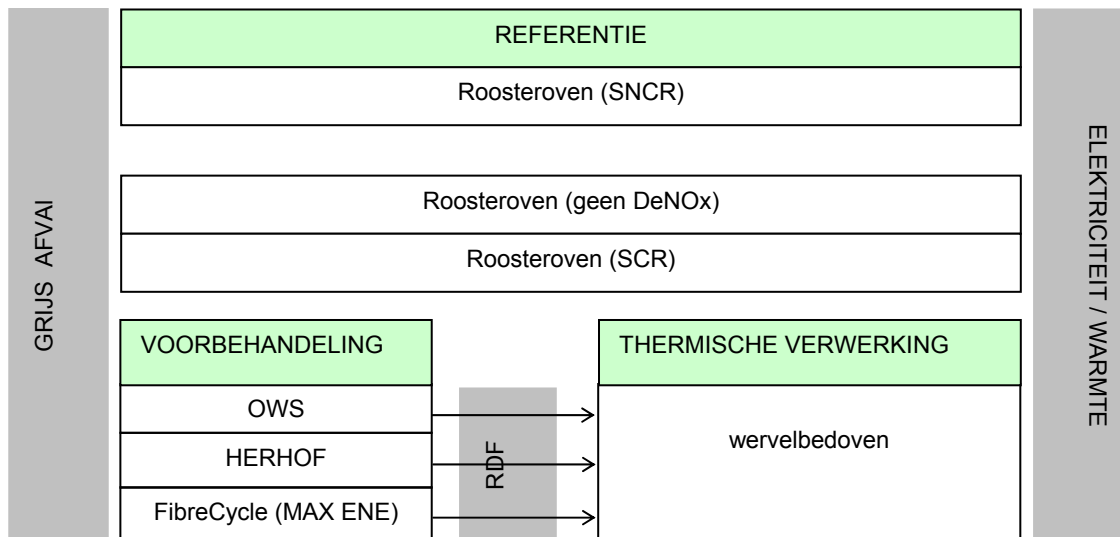 GRIJS AFVAl
REFERENTIE
Roosteroven (SNCR)
Roosteroven (geen DeNOx)
Roosteroven (SCR)
VOORBEHANDELING
OWS
HERHOF
FibreCycle (MAX ENE)
RDF
THERMISCHE VERWERKING
wervelbedoven
ELEKTRICITEIT / WARMTE